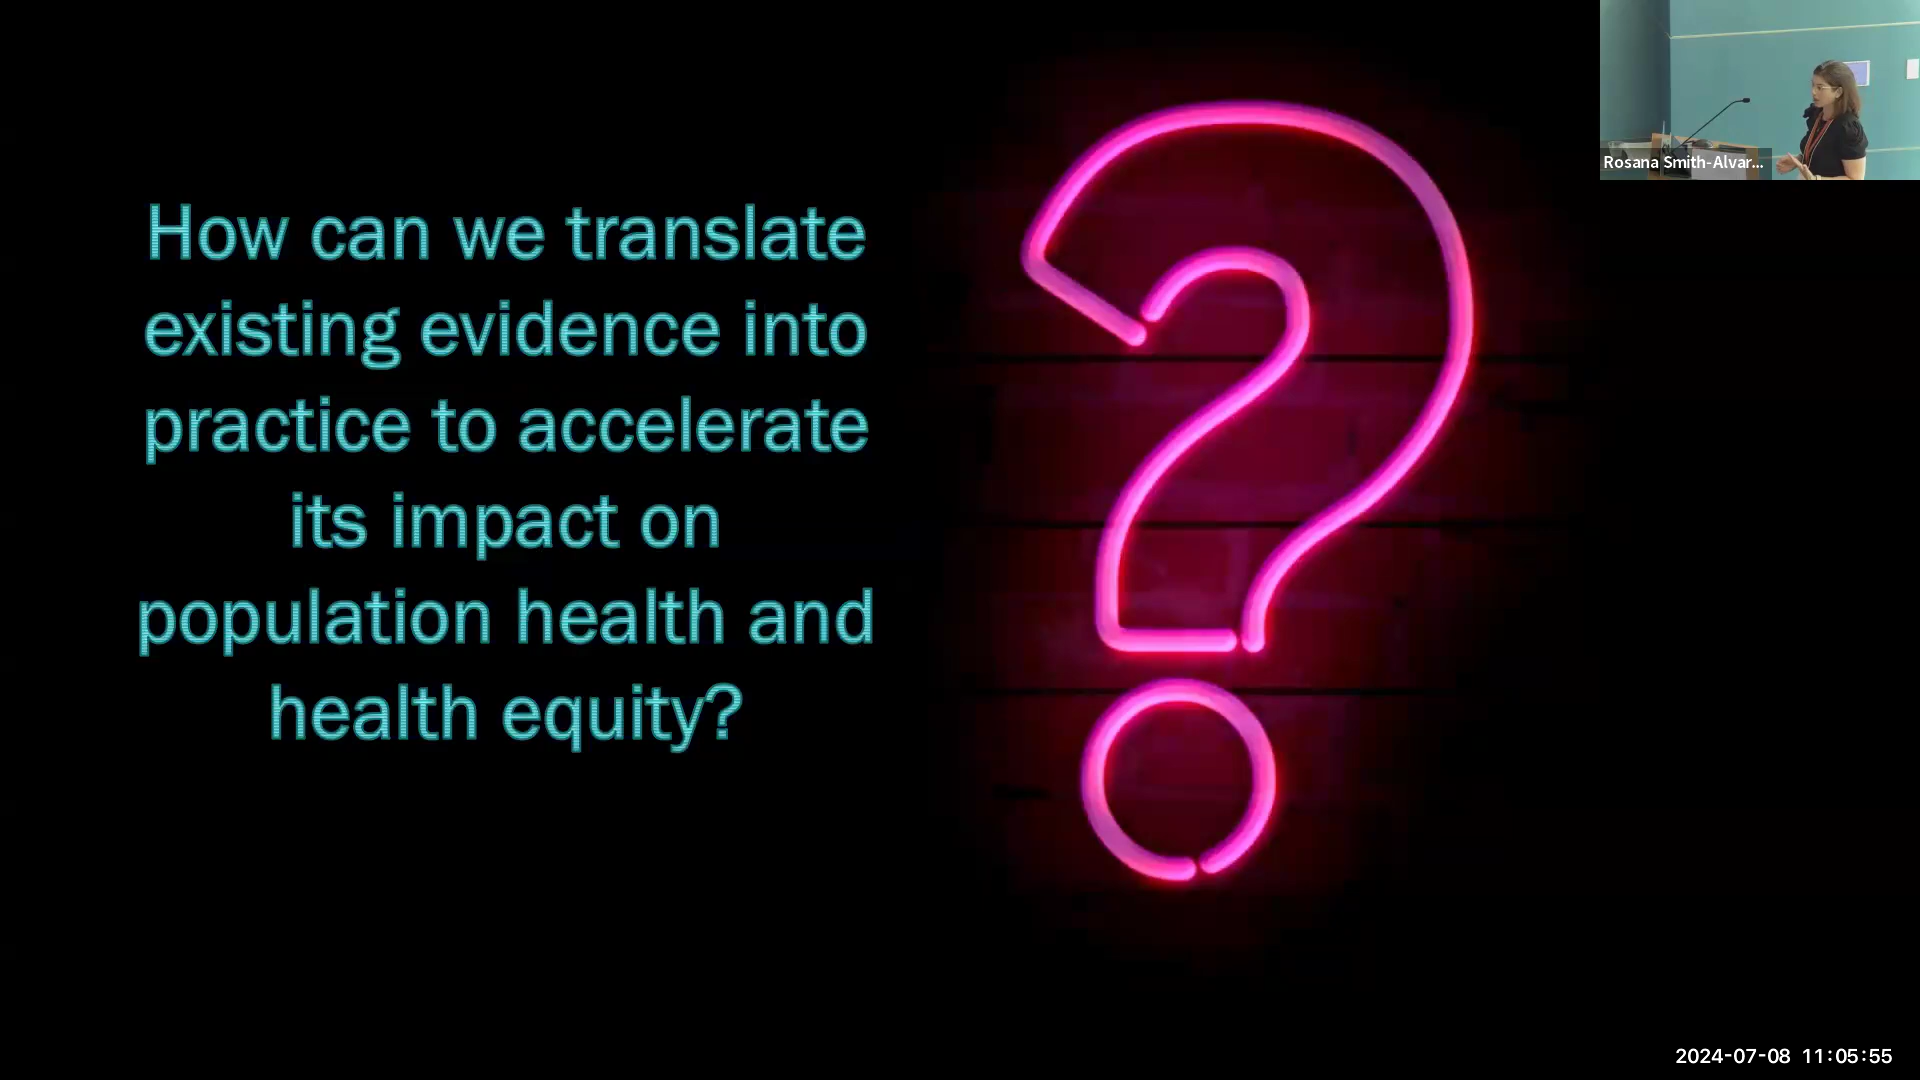 How can we translate
existing evidence into
practice to accelerate
its impact on
population health and
health equity?
Rosana Smith-Alvar...
2024-07-08 11:05:55